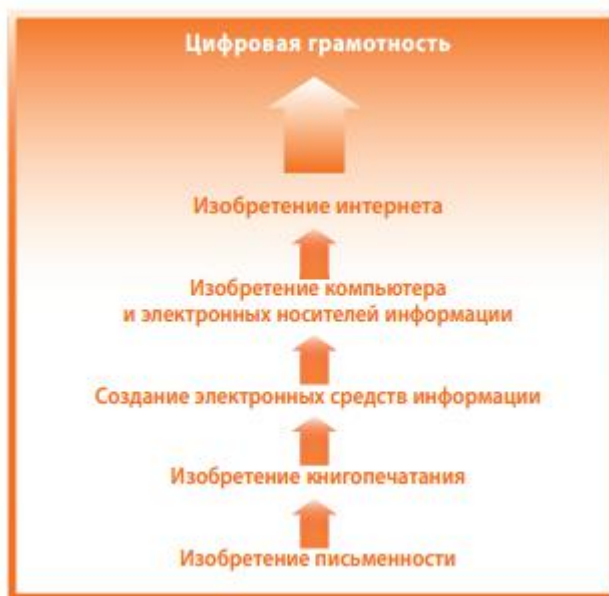 Цифровая грамотность
Изобретение интернета
Изобретение компьютера
и электронных носителей информации
Создание электронных средств информации
Изобретение книгопечатания
Изобретение письменности